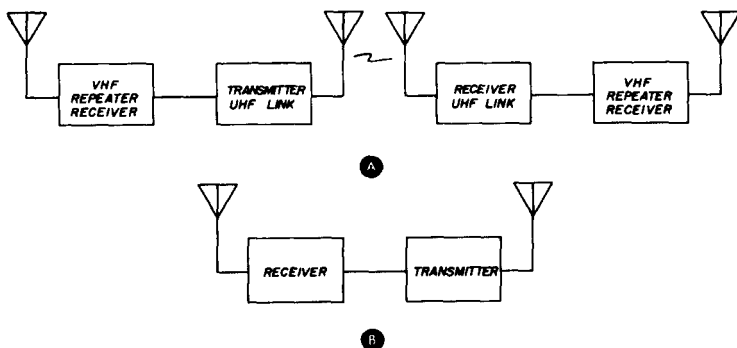 VHF
REPEATER
RECEIVER
TRANSMITTER
UHF LINK
RECEIVER
UHF LINK
VHF
REPEATER
RECEIVER
A
RECEIVER
TRANSMITTER
B